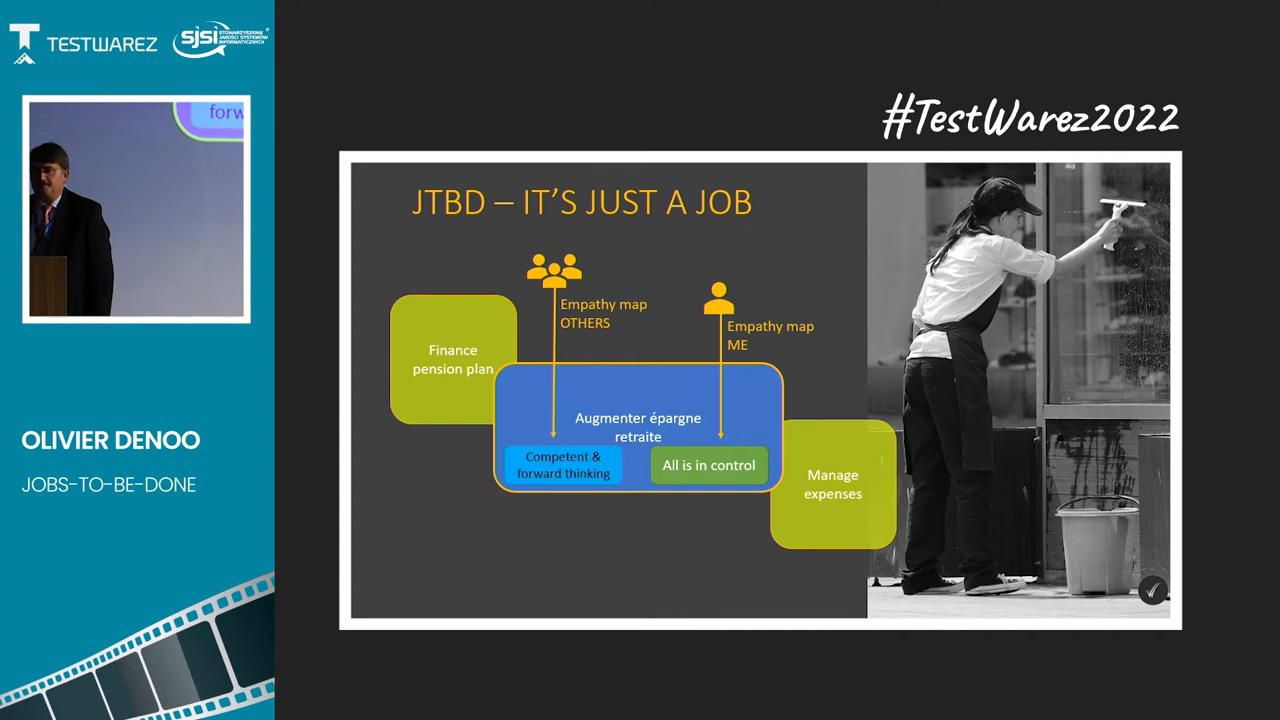 TESTWAREZ
sjsi
STOWARZYSZENIE
JAKOŚCI SYSTEMÓW
INFORMATYCZNYCH
forw
#TestWarez2022
JTBD – IT'S JUST A JOB
Empathy map
OTHERS
Empathy map
ME
Finance
pension plan
Augmenter épargne
retraite
Competent &
forward thinking
All is in control
Manage
expenses
OLIVIER DENOO
JOBS-TO-BE-DONE